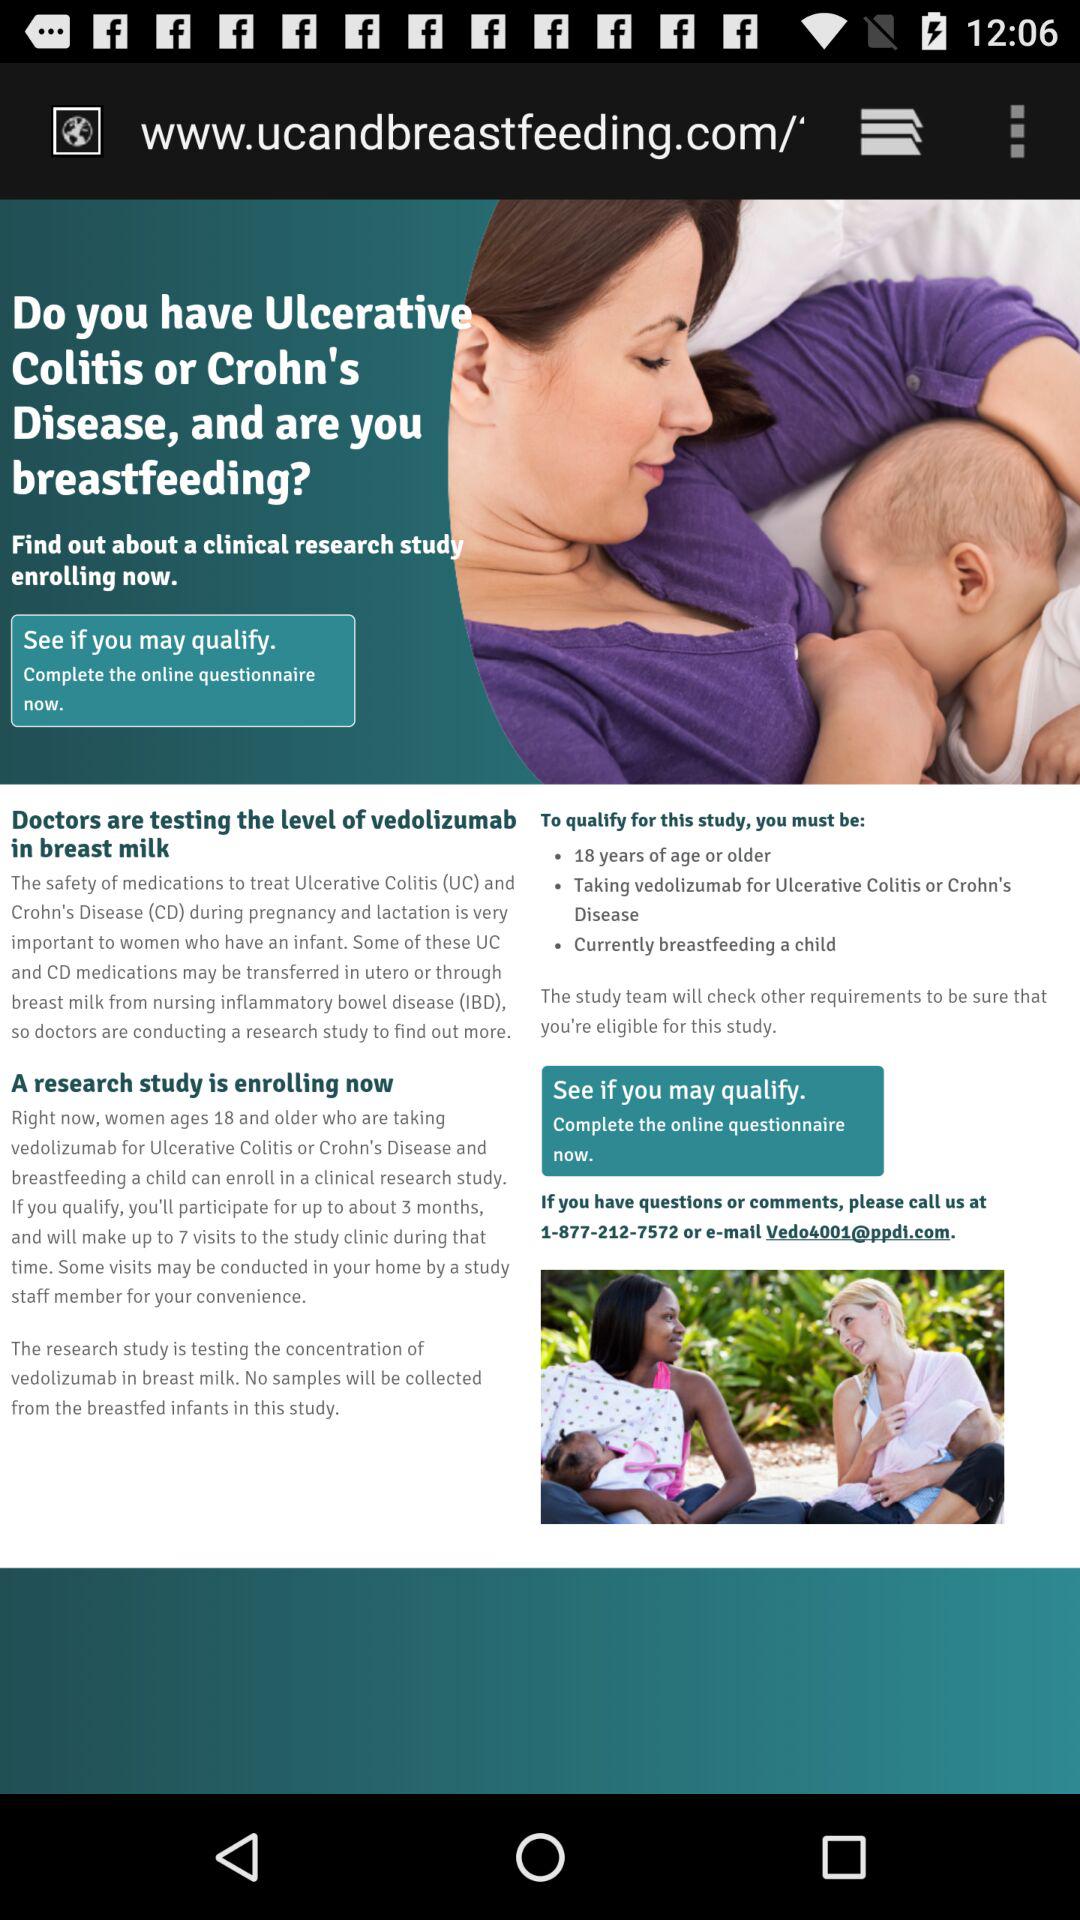 12:06
www.ucandbreastfeeding.com/
Do you have Ulcerative
Colitis or Crohn's
Disease, and are you
breastfeeding?
Find out about a clinical research study
enrolling now.
See if you may qualify.
Complete the online questionnaire
now.
Doctors are testing the level of vedolizumab
in breast milk
The safety of medications to treat Ulcerative Colitis (UC) and
Crohn's Disease (CD) during pregnancy and lactation is very
important to women who have an infant. Some of these UC
and CD medications may be transferred in utero or through
breast milk from nursing inflammatory bowel disease (IBD),
so doctors are conducting a research study to find out more.
A research study is enrolling now
Right now, women ages 18 and older who are taking
vedolizumab for Ulcerative Colitis or Crohn's Disease and
breastfeeding a child can enroll in a clinical research study.
If you qualify, you'll participate for up to about 3 months,
and will make up to 7 visits to the study clinic during that
time. Some visits may be conducted in your home by a study
staff member for your convenience.
The research study is testing the concentration of
vedolizumab in breast milk. No samples will be collected
from the breastfed infants in this study.
To qualify for this study, you must be:
• 18 years of age or older
• Taking vedolizumab for Ulcerative Colitis or Crohn's
Disease
• Currently breastfeeding a child
The study team will check other requirements to be sure that
you're eligible for this study.
See if you may qualify.
Complete the online questionnaire
now.
If you have questions or comments, please call us at
1-877-212-7572 or e-mail Vedo4001@ppdi.com.